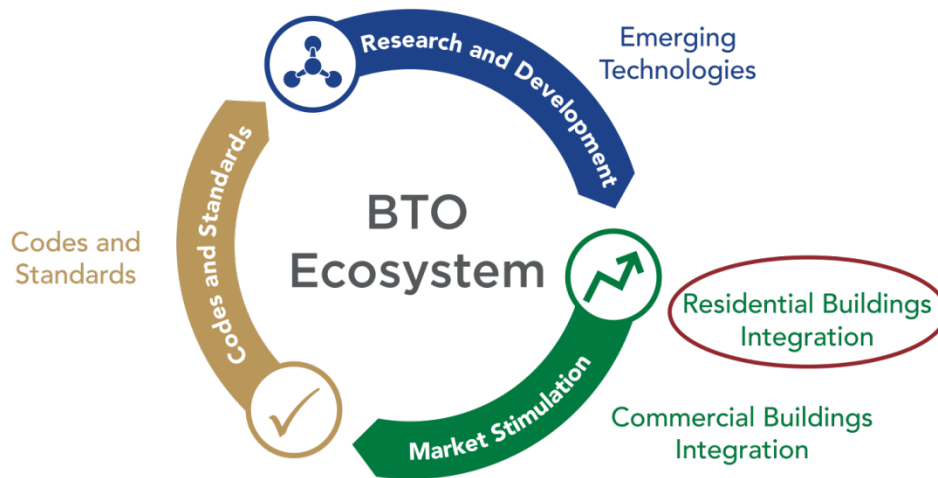 Research and Development
Emerging
Technologies
BTO
Ecosystem
Codes and Standards
Codes and
Standards
Residential Buildings
Integration
Market Stimulation
Commercial Buildings
Integration